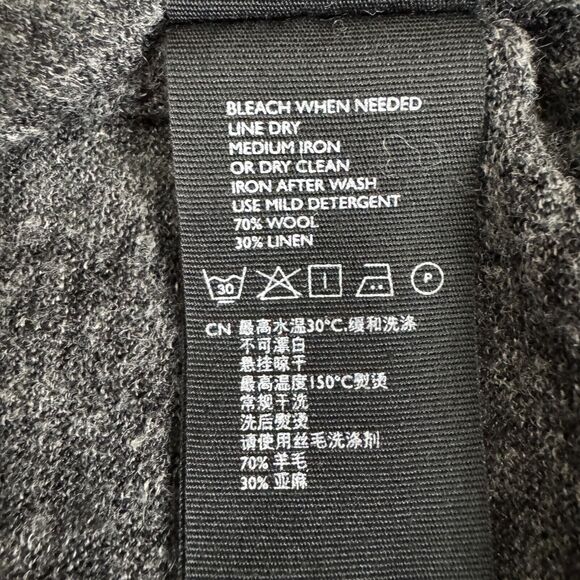 BLEACH WHEN NEEDED
LINE DRY
MEDIUM IRON
OR DRY CLEAN
IRON AFTER WASH
USE MILD DETERGENT
70% WOOL
30% LINEN
30 P
CN 最高水温30°C.缓和洗涤
不可漂白
悬挂晾干
最高温度150°C熨烫
常规干洗
洗后熨烫
请使用丝毛洗涤剂
70% 羊毛
30% 亚麻